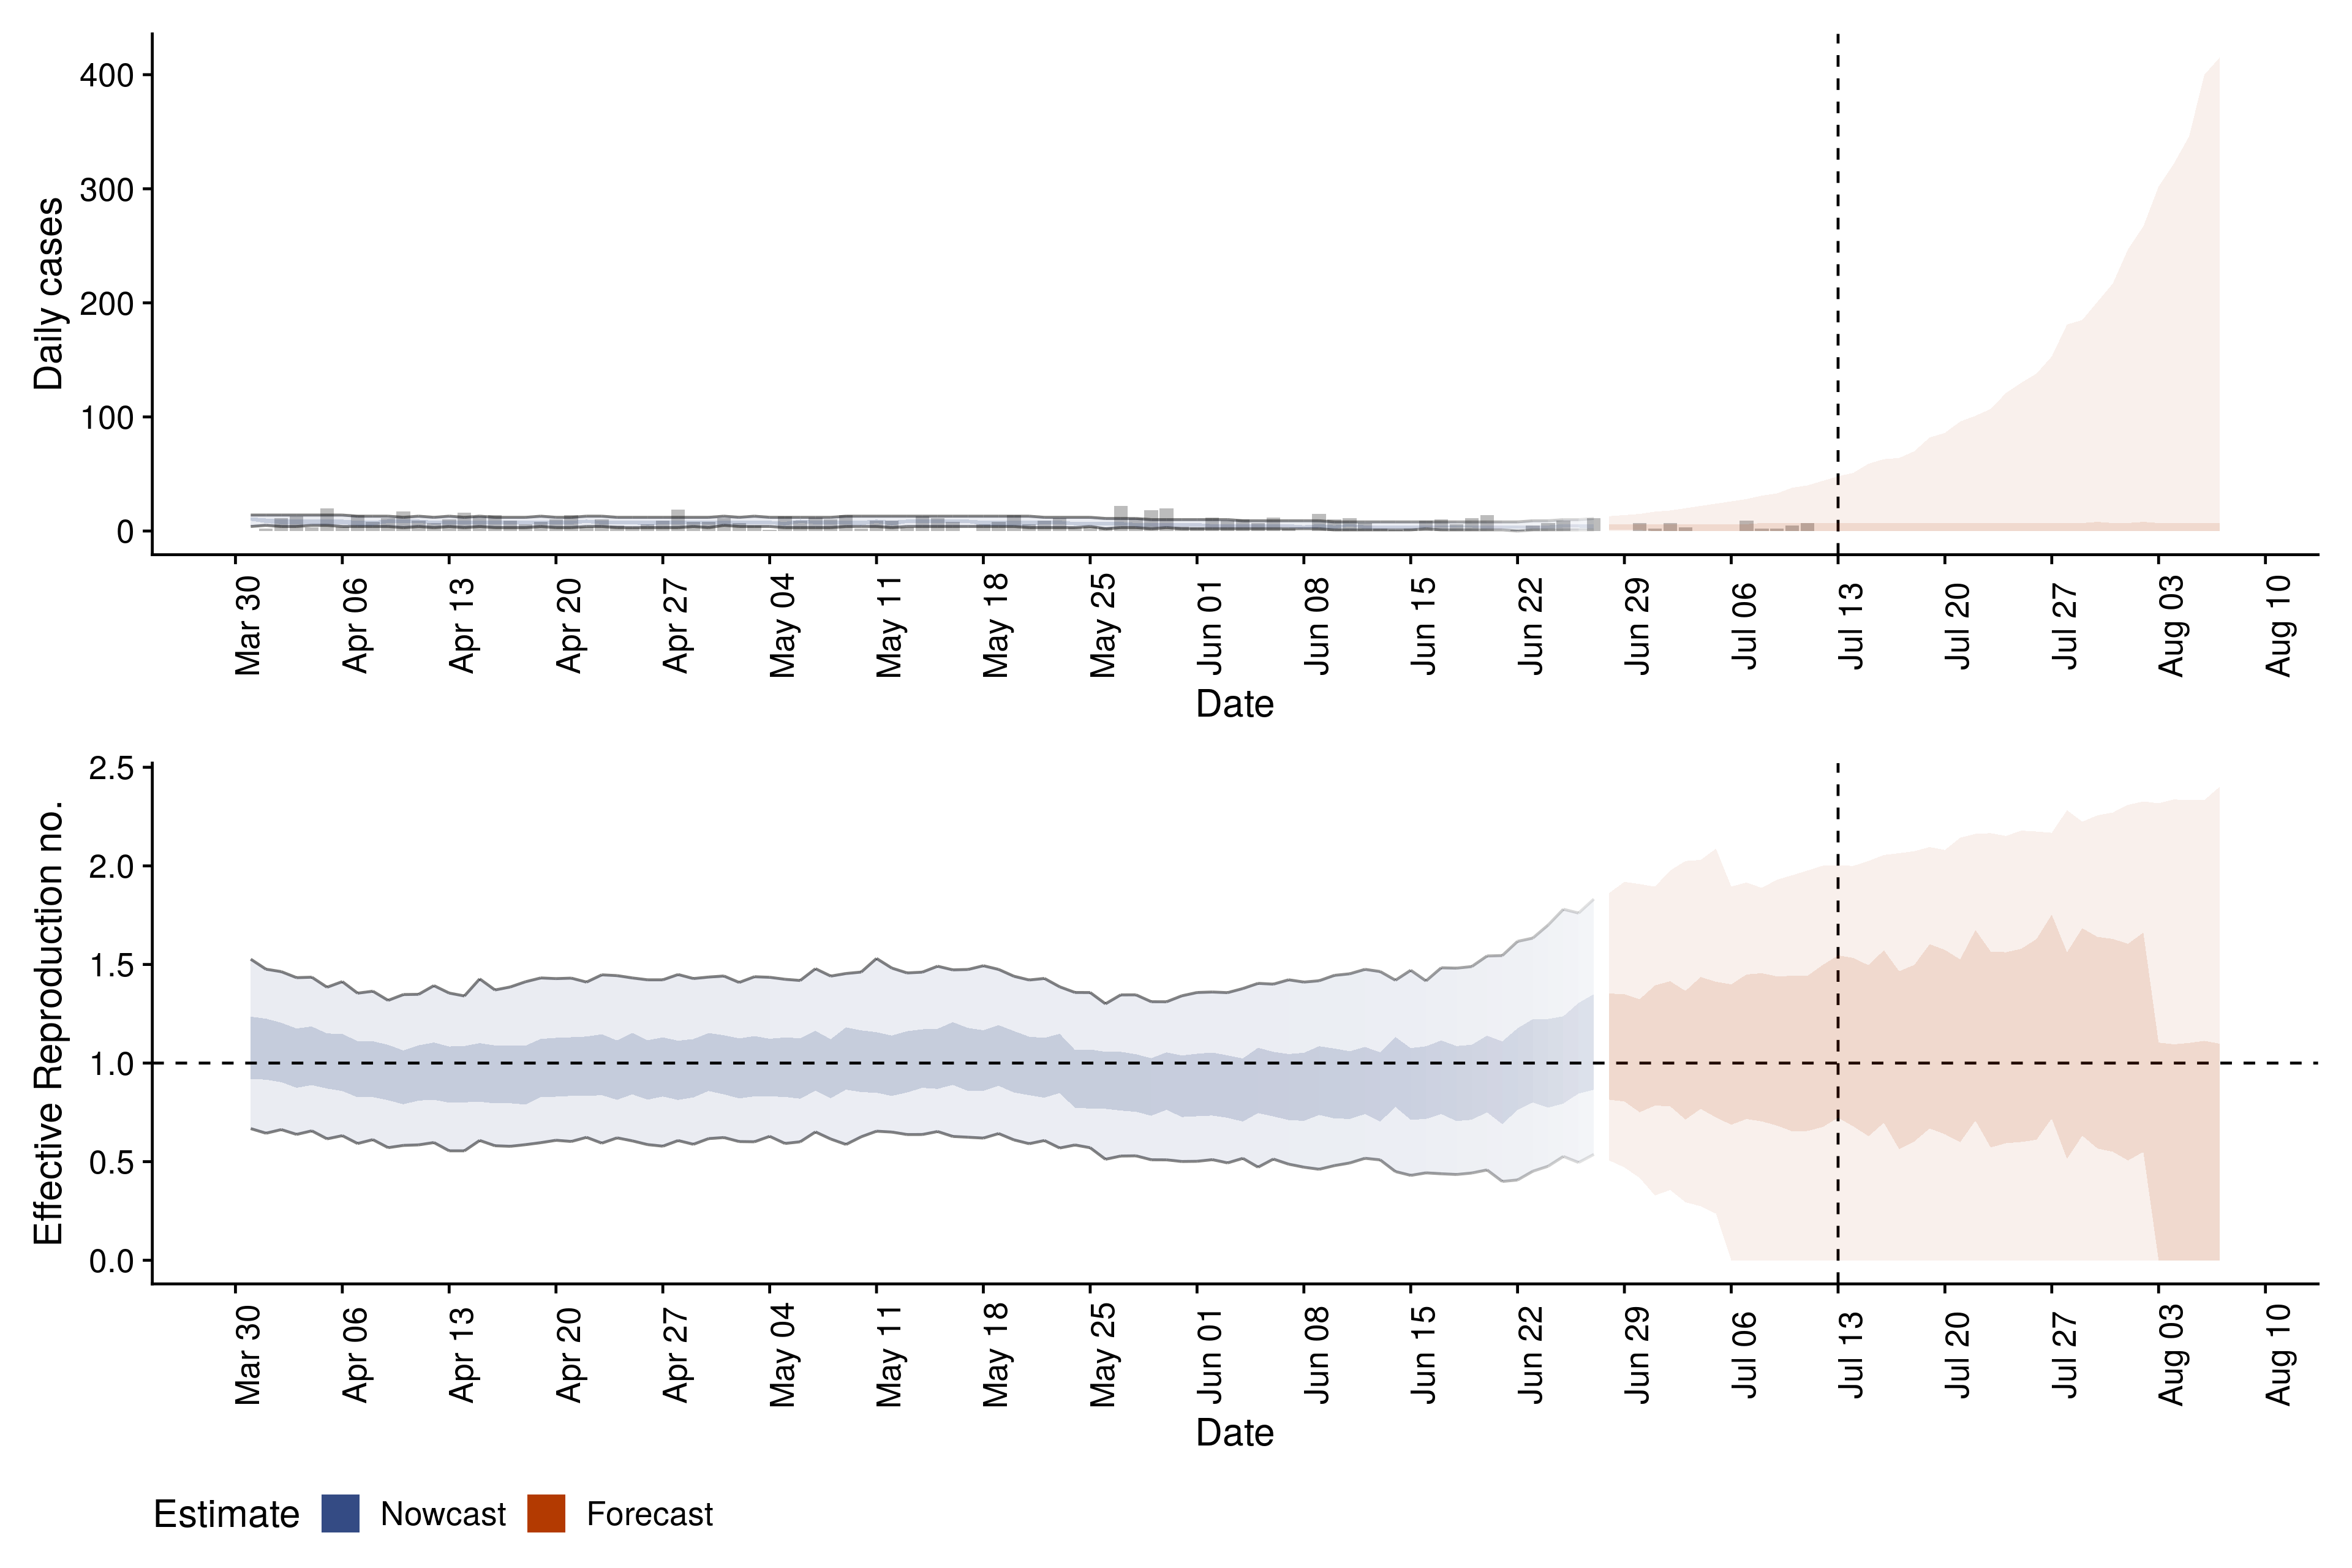 Daily cases
400
300
200
100
0
Mar 30
Apr 06
Apr 13
Apr 20
Apr 27
May 04
May 11
May 18
May 25
Jun 01
Jun 08
Jun 15
Jun 22
Jun 29
Jul 06
Jul 13
Jul 20
Jul 27
Aug 03
Aug 10
Date
Effective Reproduction no.
2.5
2.0
1.5
1.0
0.5
0.0
Mar 30
Apr 06
Apr 13
Apr 20
Apr 27
May 04
May 11
May 18
May 25
Jun 01
Jun 08
Jun 15
Jun 22
Jun 29
Jul 06
Jul 13
Jul 20
Jul 27
Aug 03
Aug 10
Date
Estimate Nowcast Forecast